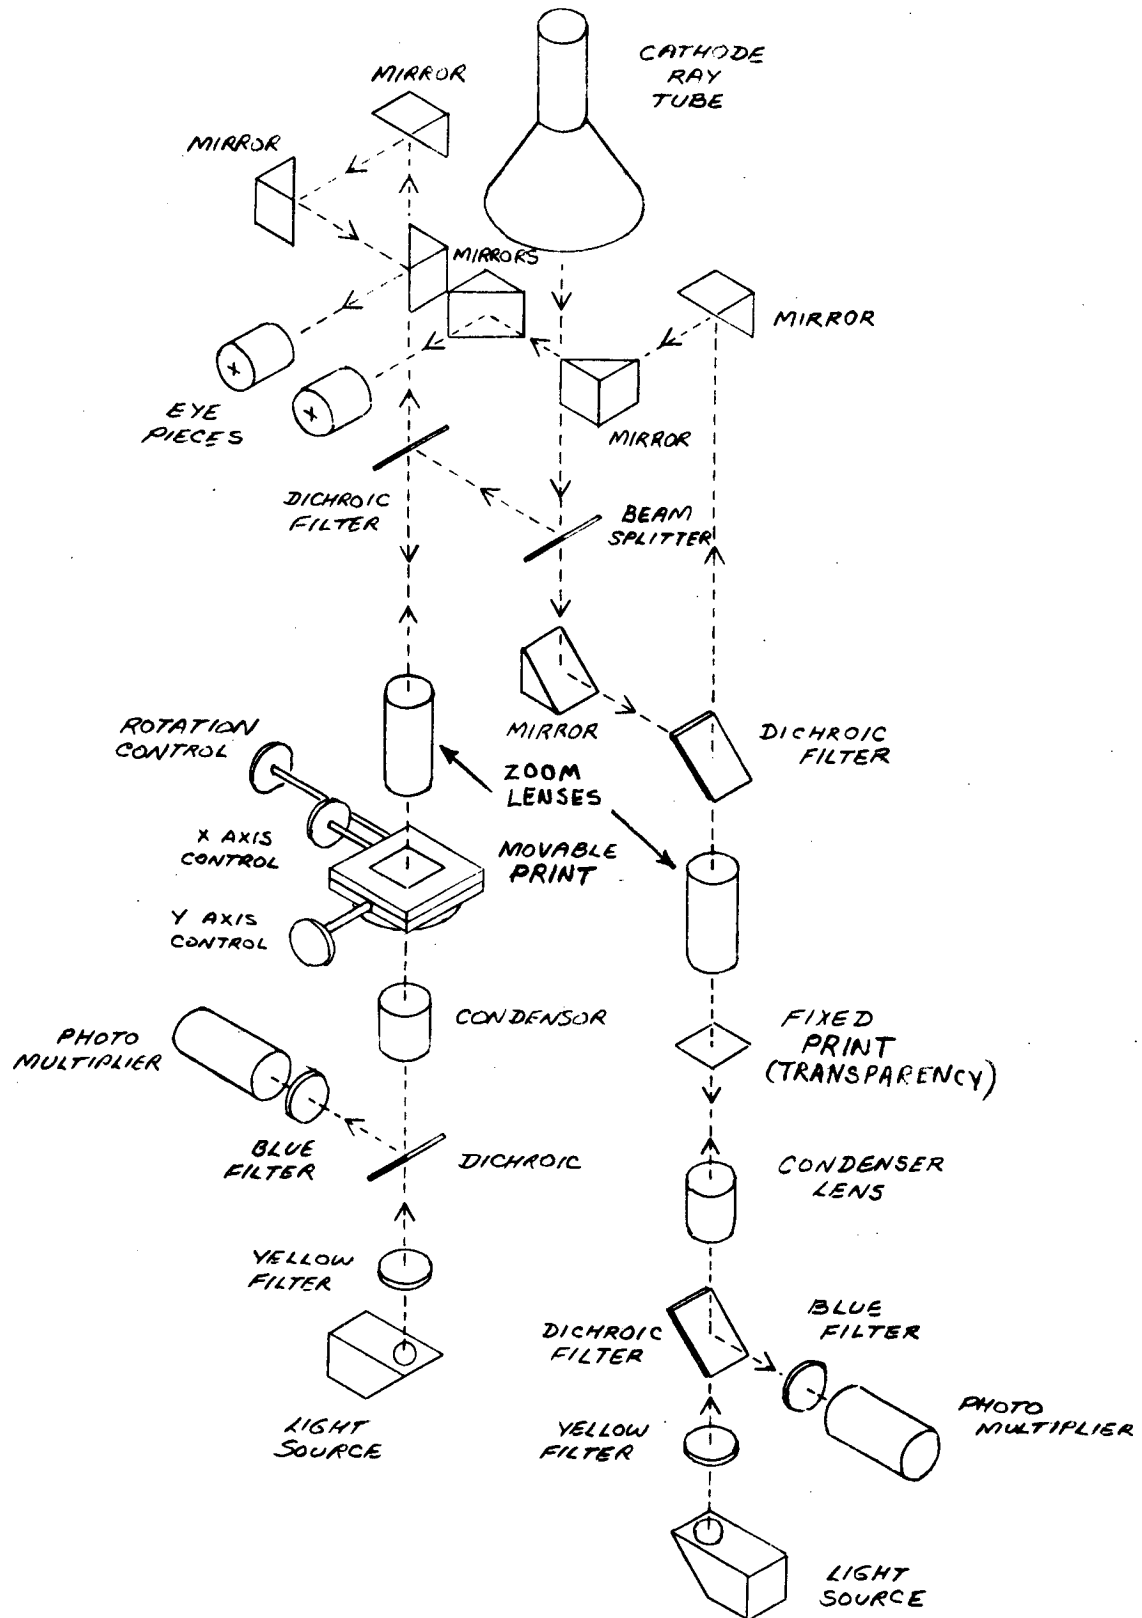 CATHODE
RAY
TUBE
MIRROR
MIRROR
MIRRORS
MIRROR
EYE
PIECES
X
X
MIRROR
DICHROIC
FILTER
BEAM
SPLITTER
MIRROR
DICHROIC
FILTER
ROTATION
CONTROL
ZOOM
LENSES
X AXIS
CONTROL
MOVABLE
PRINT
Y AXIS
CONTROL
CONDENSOR
PHOTO
MULTIPLIER
FIXED
PRINT
(TRANSPARENCY)
BLUE
FILTER
DICHROIC
CONDENSER
LENS
YELLOW
FILTER
DICHROIC
FILTER
BLUE
FILTER
LIGHT
SOURCE
YELLOW
FILTER
PHOTO
MULTIPLIER
LIGHT
SOURCE